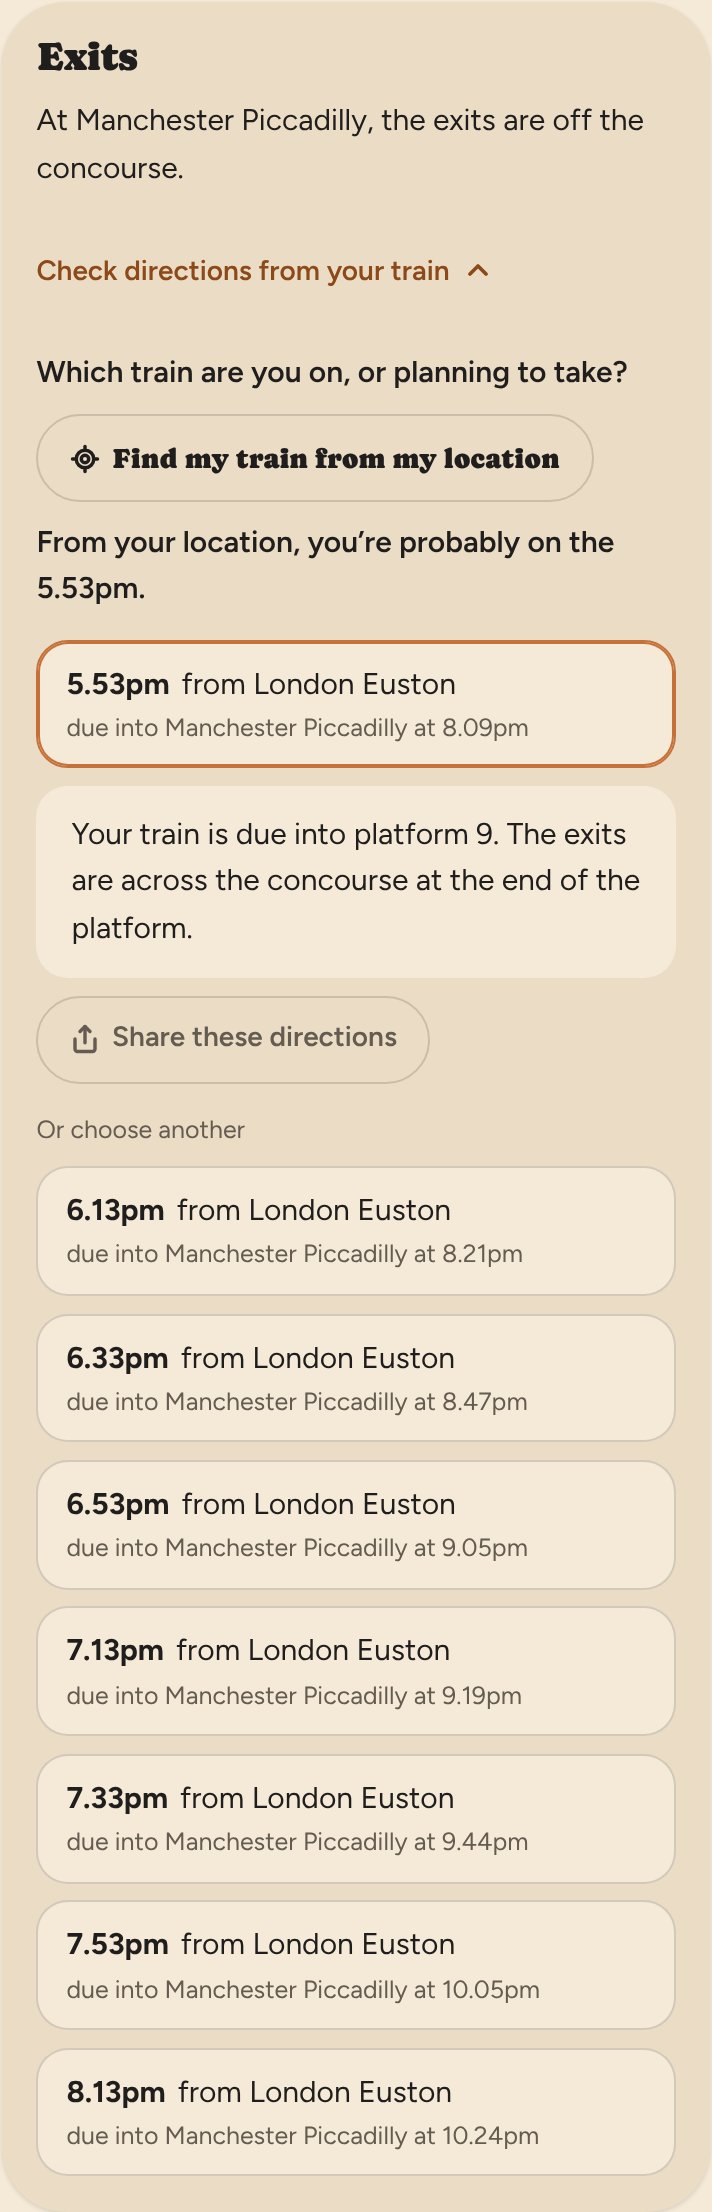 Exits
At Manchester Piccadilly, the exits are off the
concourse.
Check directions from your train
Which train are you on, or planning to take?
Find my train from my location
From your location, you’re probably on the
5.53pm.
5.53pm from London Euston
due into Manchester Piccadilly at 8.09pm
Your train is due into platform 9. The exits
are across the concourse at the end of the
platform.
Share these directions
Or choose another
6.13pm from London Euston
due into Manchester Piccadilly at 8.21pm
6.33pm from London Euston
due into Manchester Piccadilly at 8.47pm
6.53pm from London Euston
due into Manchester Piccadilly at 9.05pm
7.13pm from London Euston
due into Manchester Piccadilly at 9.19pm
7.33pm from London Euston
due into Manchester Piccadilly at 9.44pm
7.53pm from London Euston
due into Manchester Piccadilly at 10.05pm
8.13pm from London Euston
due into Manchester Piccadilly at 10.24pm